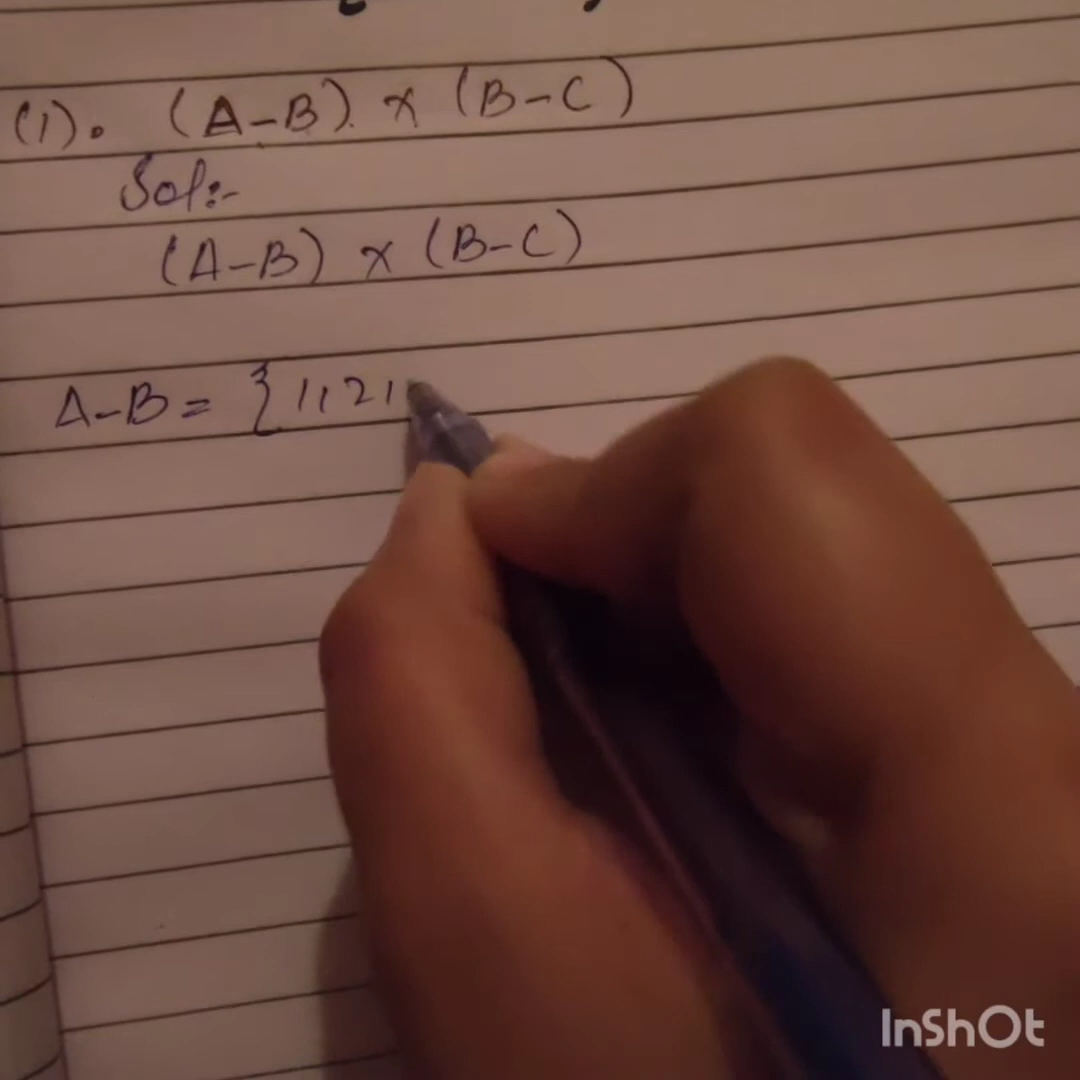 (1). (A-B) × (B-C)
Sol:-
(A-B) × (B-C)
A-B = {1,2,
InShOt